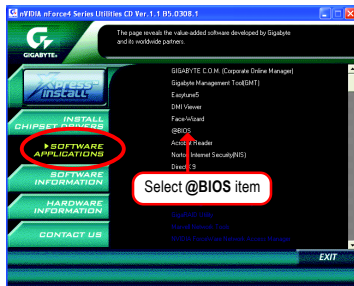 nVIDIA nForce4 Series Utilities CD Ver.1.1 B5.0308.1
GIGABYTE
The page reveals the value-added software developed by Gigabyte
and its worldwide partners.
Xpress-
Install
INSTALL
CHIPSET DRIVERS
SOFTWARE
APPLICATIONS
SOFTWARE
INFORMATION
HARDWARE
INFORMATION
CONTACT US
GIGABYTE C.O.M. (Corporate Online Manager)
Gigabyte Management Tool(GMT)
Easytune5
DMI Viewer
Face-Wizard
@BIOS
Acrobat Reader
Norton Internet Security(NIS)
Direct 9
Select @BIOS item
EXIT